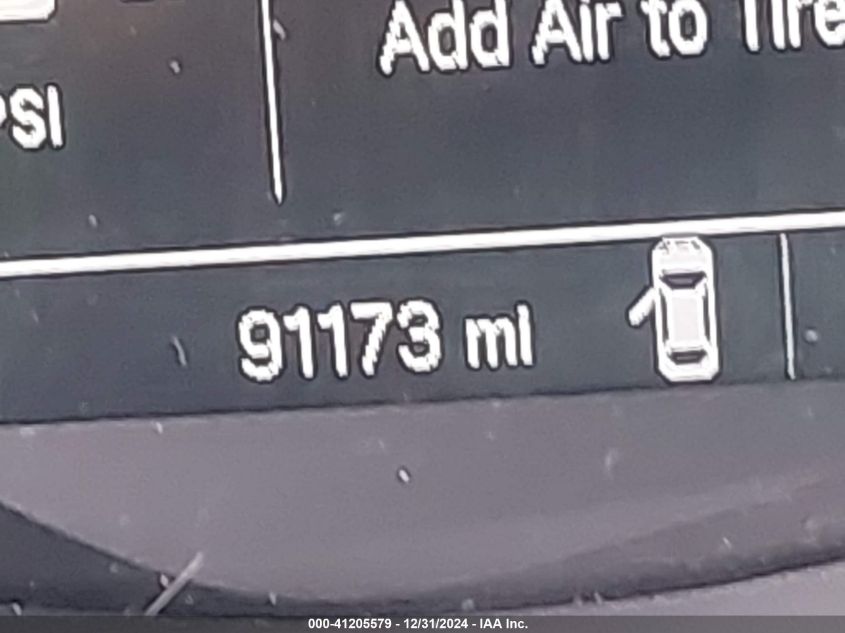 Add Air to Tire
PSI
91173 mi
000-41205579 - 12/31/2024 - IAA Inc.